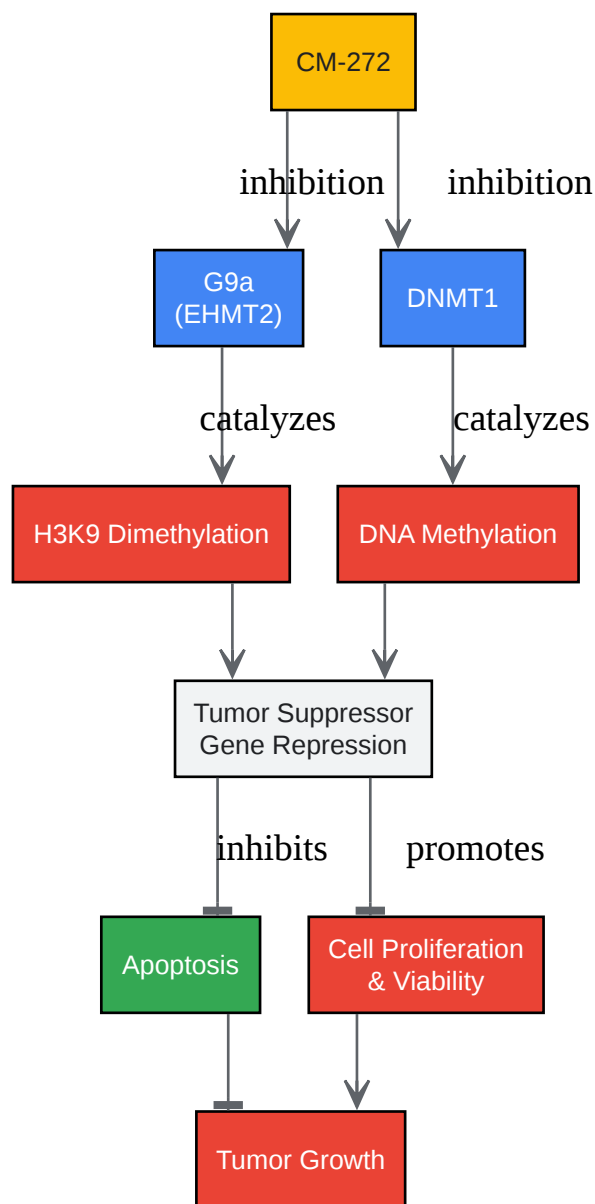 CM-272
inhibition
inhibition
G9a
(EHMT2)
DNMT1
catalyzes
catalyzes
H3K9 Dimethylation
DNA Methylation
Tumor Suppressor
Gene Repression
inhibits
promotes
Apoptosis
Cell Proliferation
& Viability
Tumor Growth